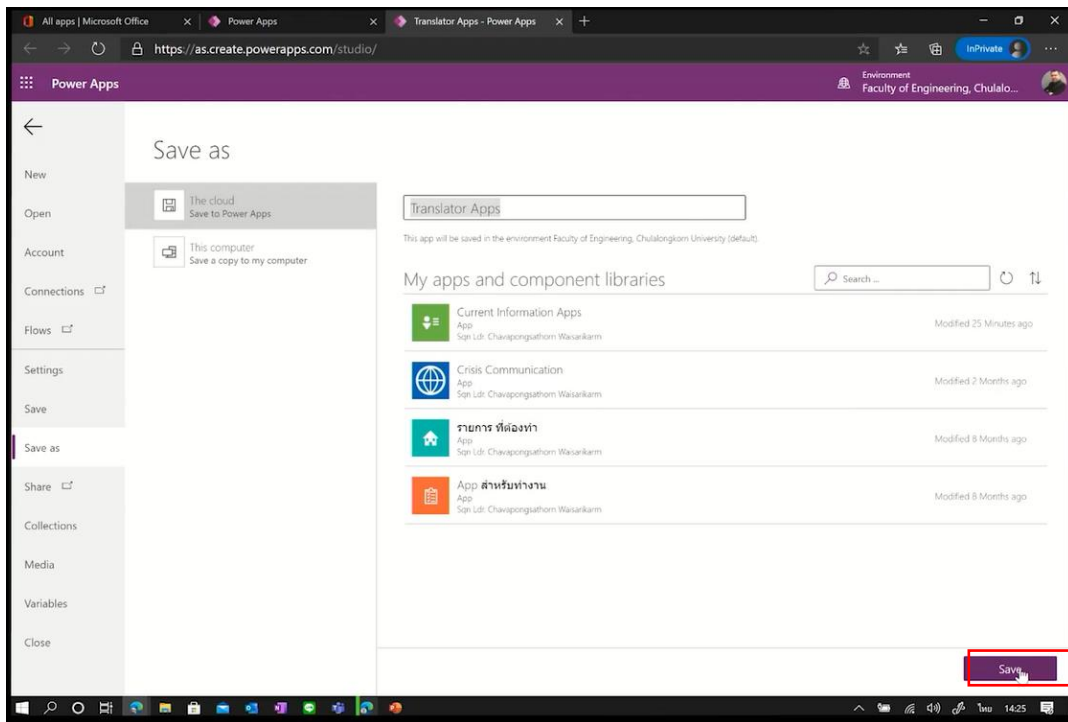 All apps | Microsoft Office
Power Apps
Translator Apps - Power Apps
https://as.create.powerapps.com/studio/
InPrivate
Power Apps
Environment
Faculty of Engineering, Chulalo...
Save as
New
Open
Account
Connections
Flows
Settings
Save
Save as
Share
Collections
Media
Variables
Close
The cloud
Save to Power Apps
This computer
Save a copy to my computer
Translator Apps
This app will be saved in the environment Faculty of Engineering, Chulalongkorn University (default).
My apps and component libraries
Search ...
Current Information Apps
App
Sqn Ldr. Chavapongsathorn Waisarikarm
Modified 25 Minutes ago
Crisis Communication
App
Sqn Ldr. Chavapongsathorn Waisarikarm
Modified 2 Months ago
รายการ ที่ต้องทำ
App
Sqn Ldr. Chavapongsathorn Waisarikarm
Modified 8 Months ago
App สำหรับทำงาน
App
Sqn Ldr. Chavapongsathorn Waisarikarm
Modified 8 Months ago
Save
ไทย
14:25